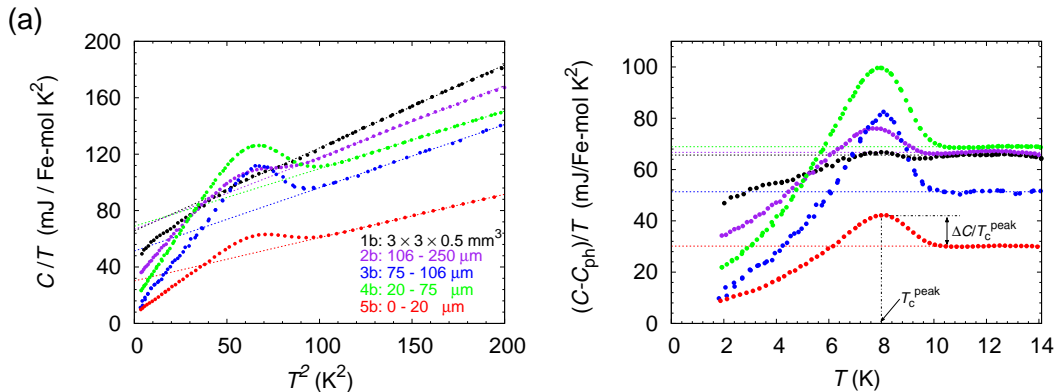 (a)
C/T (mJ / Fe-mol K²)
200
160
120
80
40
0
1b: 3 × 3 × 0.5 mm³
2b: 106 - 250 μm
3b: 75 - 106 μm
4b: 20 - 75 μm
5b: 0 - 20 μm
0 50 100 150 200
T² (K²)
(C-Cph)/T (mJ/Fe-mol K²)
100
80
60
40
20
0
ΔC/Tcpeak
Tcpeak
0 2 4 6 8 10 12 14
T (K)